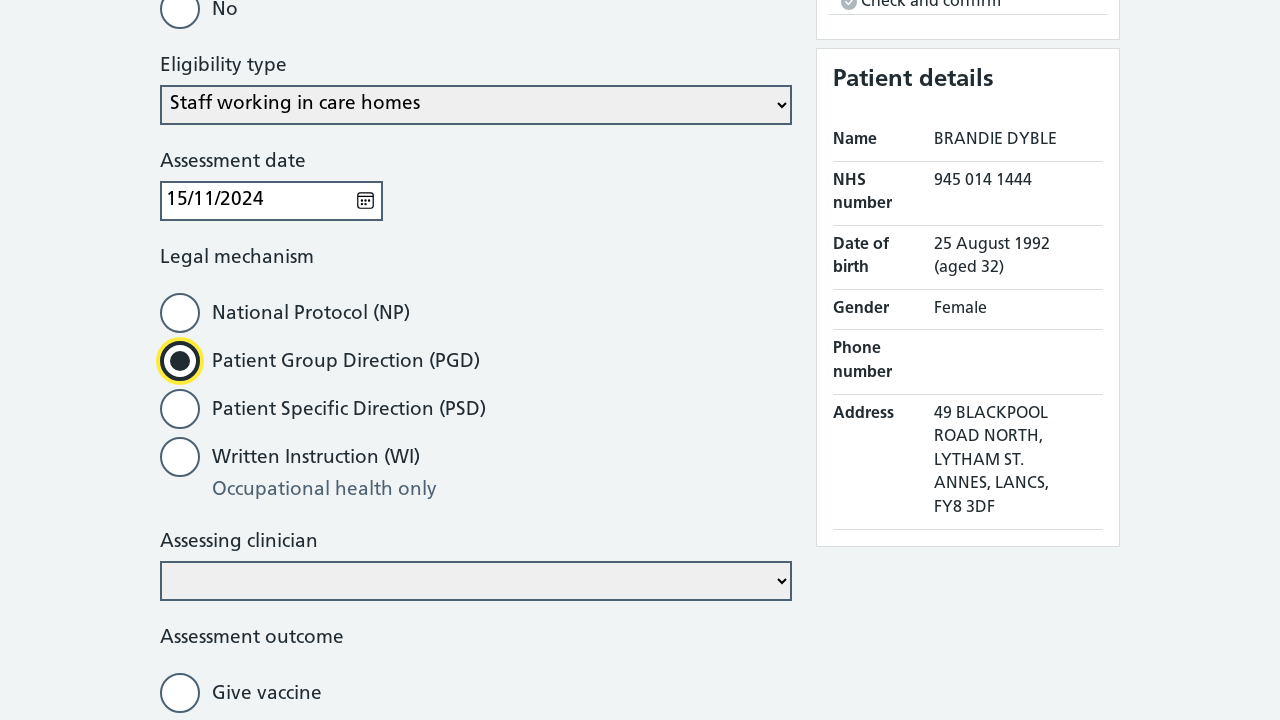 No
Eligibility type
Staff working in care homes
Assessment date
15/11/2024
Legal mechanism
National Protocol (NP)
Patient Group Direction (PGD)
Patient Specific Direction (PSD)
Written Instruction (WI)
Occupational health only
Assessing clinician
Assessment outcome
Give vaccine
Check and confirm
Patient details
Name BRANDIE DYBLE
NHS number 945 014 1444
Date of birth 25 August 1992 (aged 32)
Gender Female
Phone number
Address 49 BLACKPOOL
ROAD NORTH,
LYTHAM ST.
ANNES, LANCS,
FY8 3DF